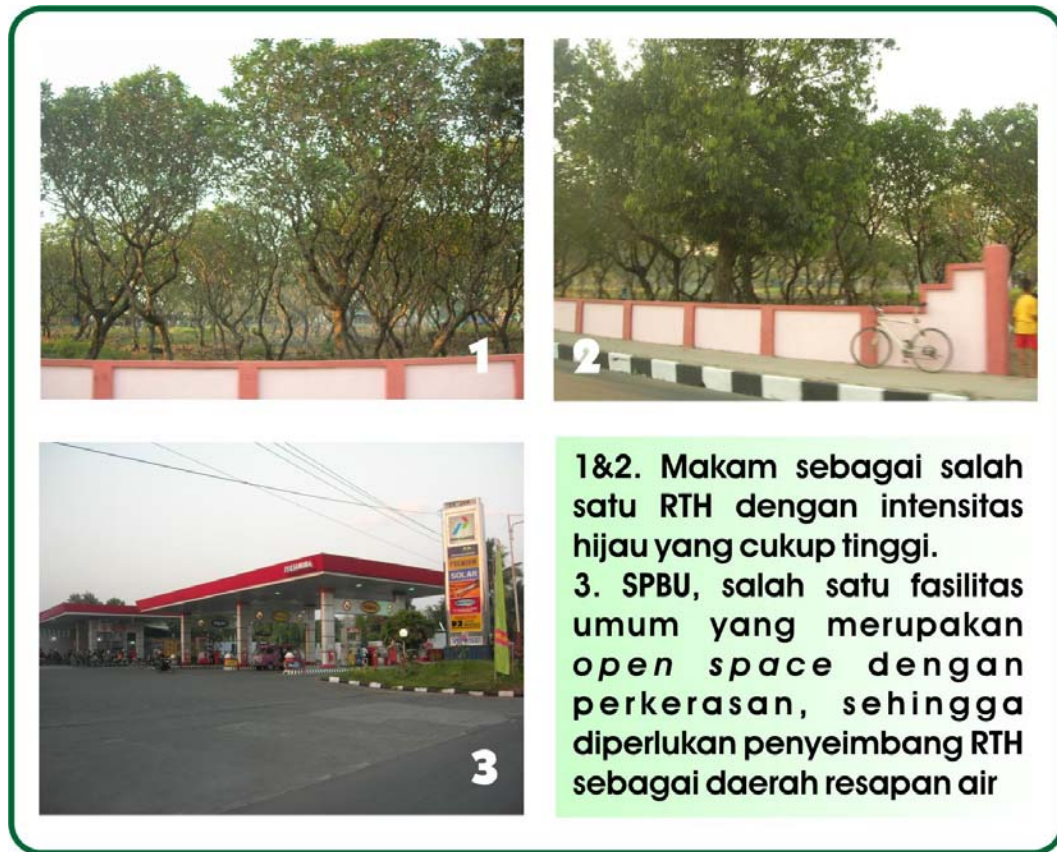 1
2
PERTAMINA
SOLAR
3
1&2. Makam sebagai salah
satu RTH dengan intensitas
hijau yang cukup tinggi.
3. SPBU, salah satu fasilitas
umum yang merupakan
open space dengan
perkerasan, sehingga
diperlukan penyeimbang RTH
sebagai daerah resapan air